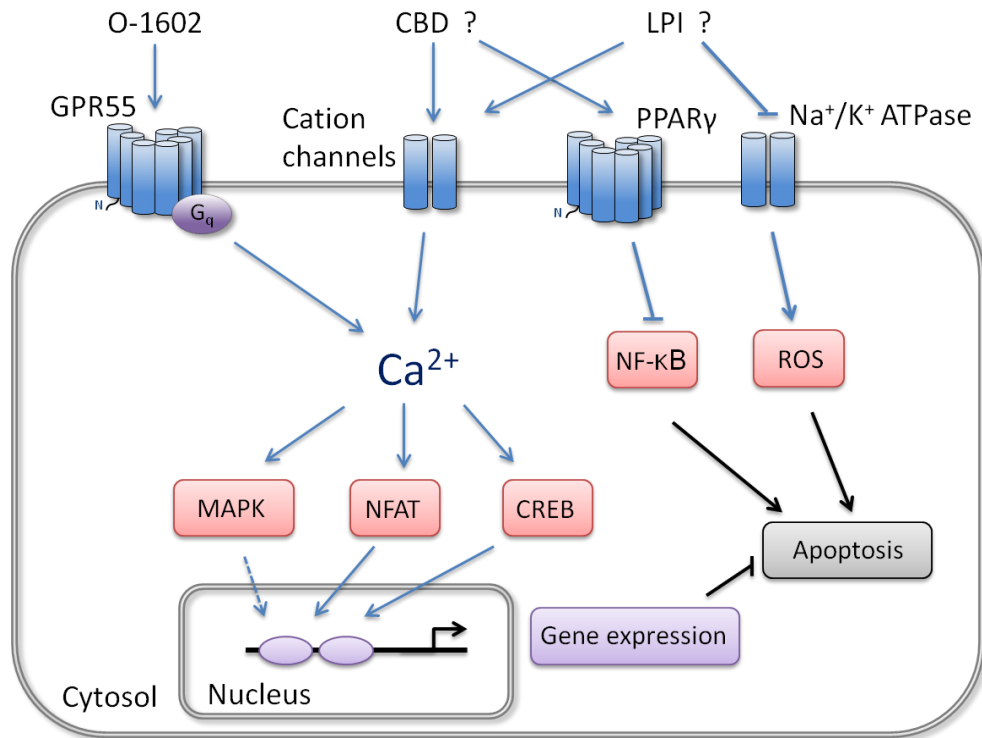 O-1602
CBD ?
LPI ?
GPR55
Cation
channels
PPARγ
Na⁺/K⁺ ATPase
N
Gq
N
Ca²⁺
NF-κB
ROS
MAPK
NFAT
CREB
Apoptosis
Gene expression
Cytosol
Nucleus